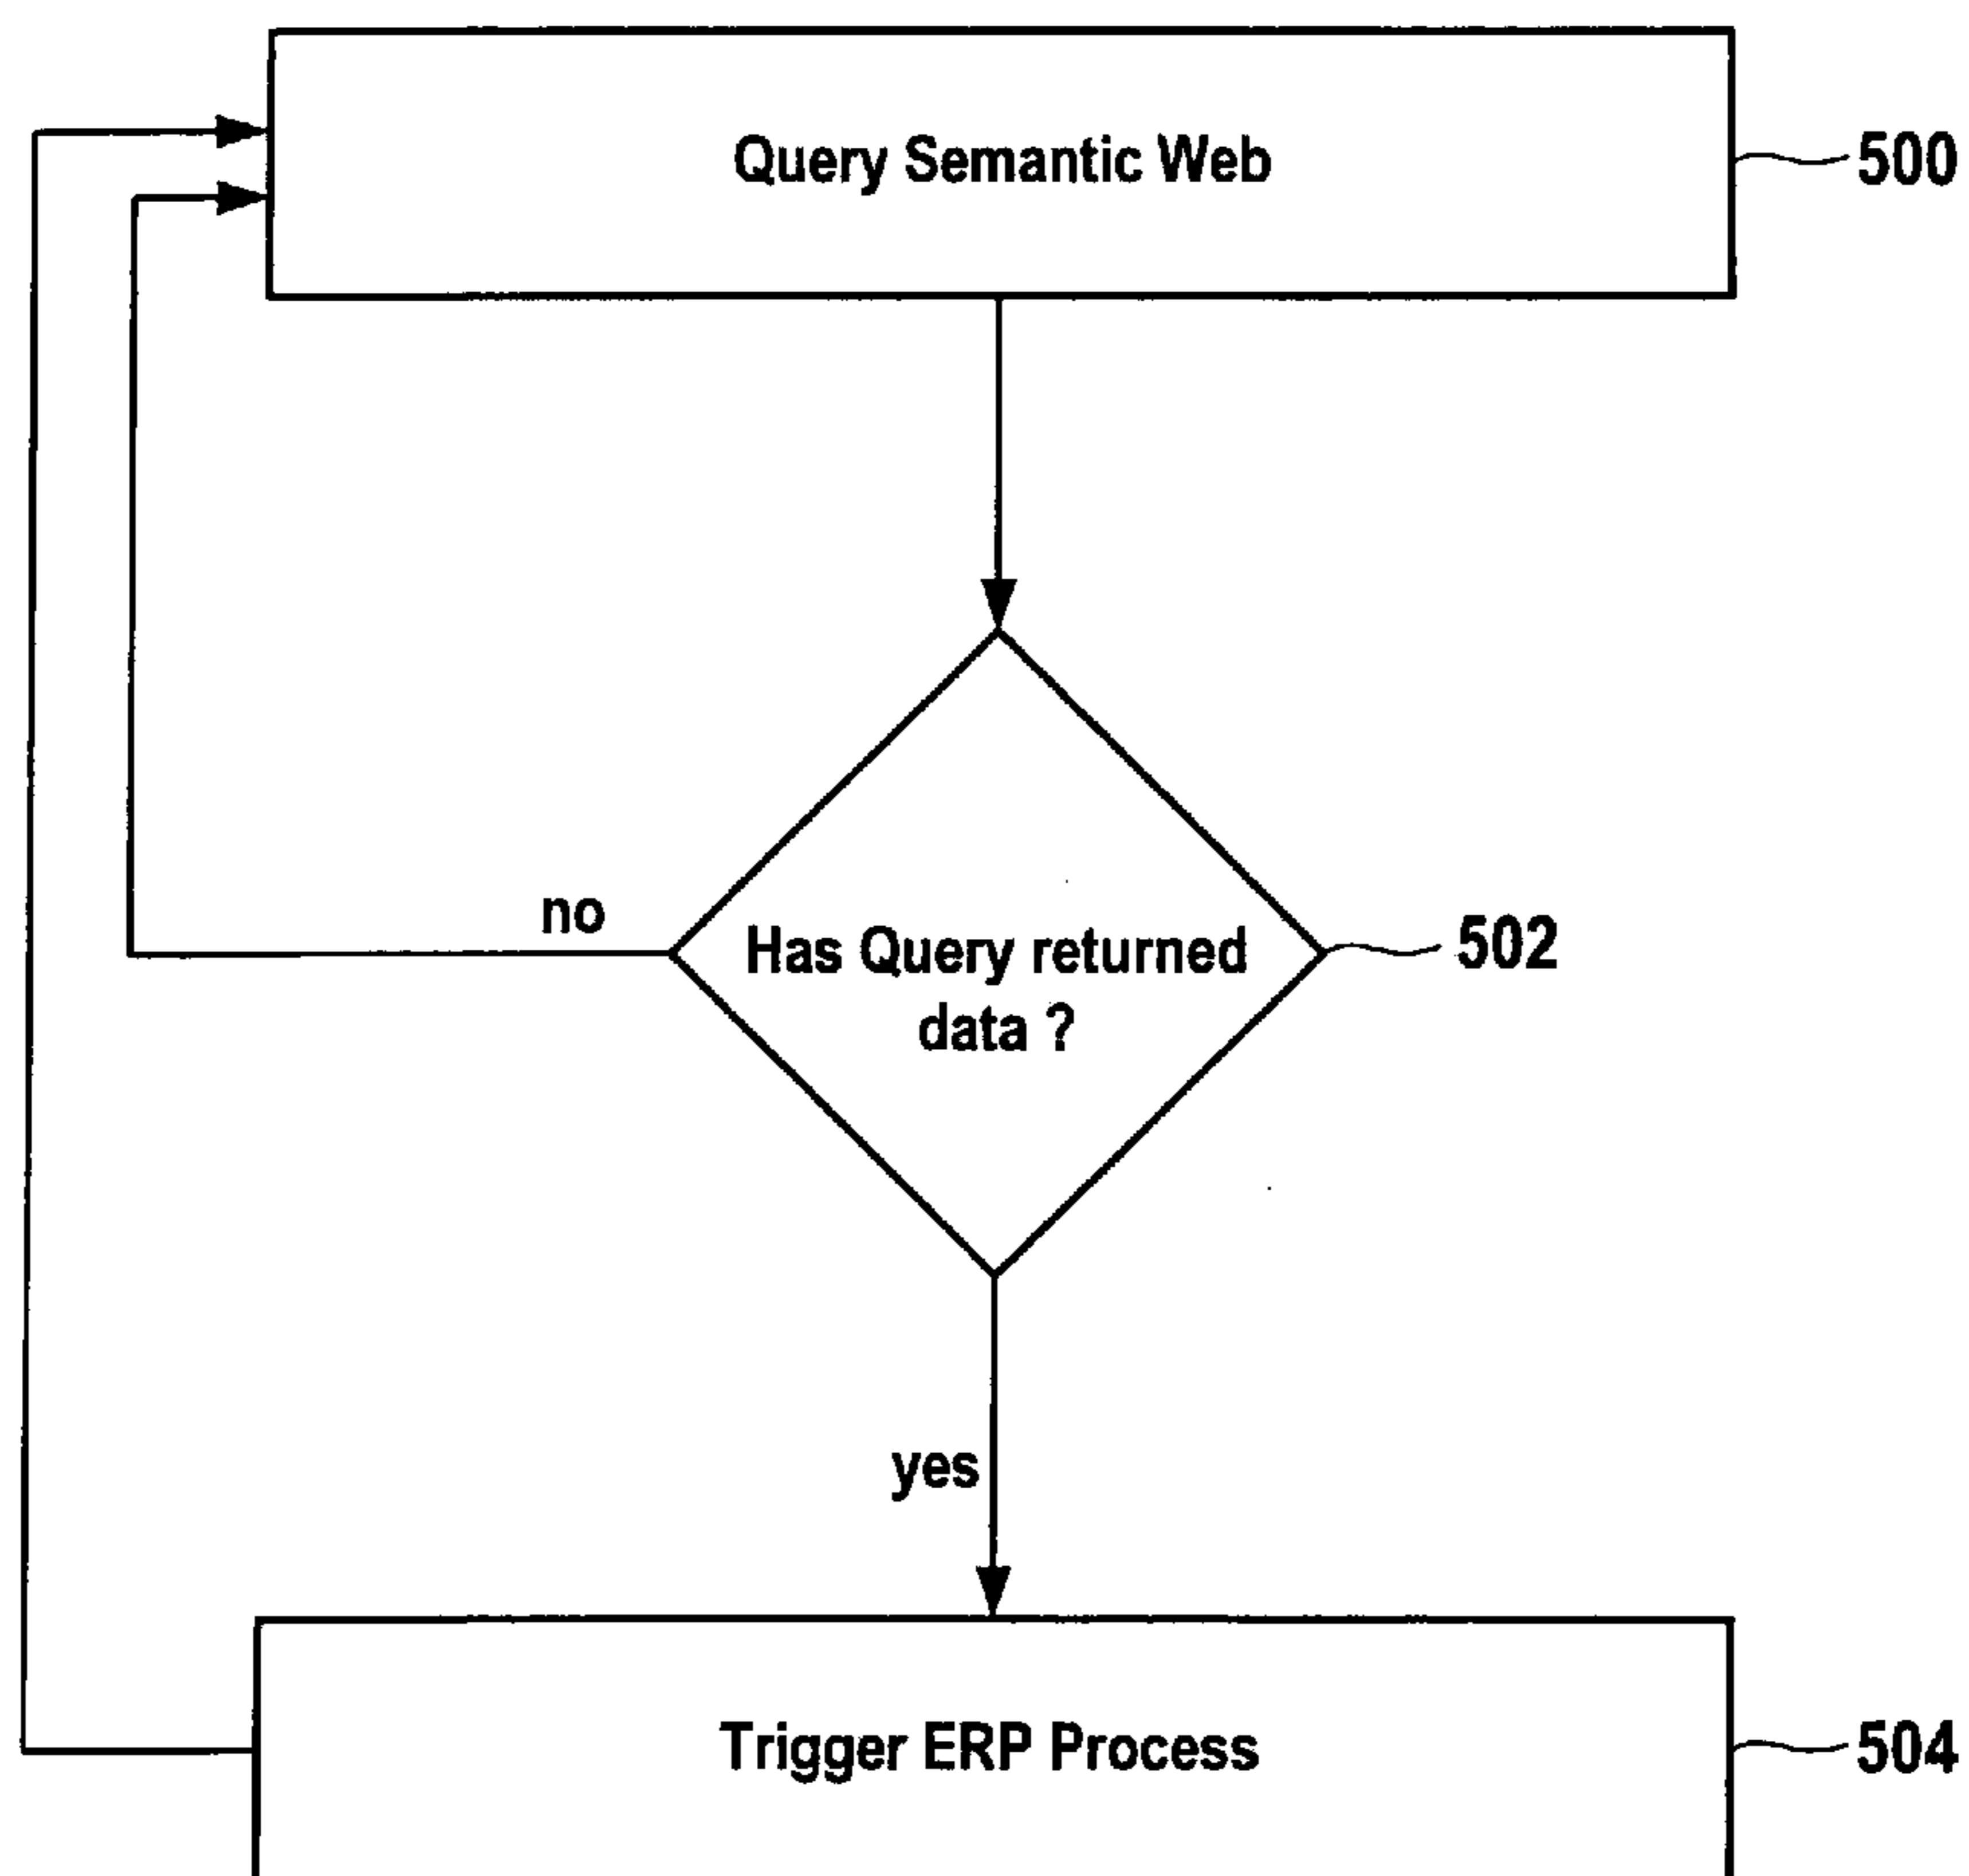 Query Semantic Web
500
no
Has Query returned
data ?
502
yes
Trigger ERP Process
504